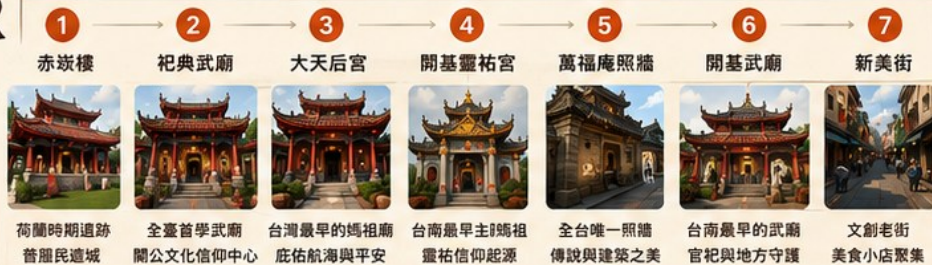 1
赤崁樓
荷蘭時期遺跡
普羅民遮城
2
祀典武廟
全臺首學武廟
關公文化信仰中心
3
大天后宮
台灣最早的媽祖廟
庇佑航海與平安
4
開基靈祐宮
台南最早主祀媽祖
靈祐信仰起源
5
萬福庵照牆
全台唯一照牆
傳說與建築之美
6
開基武廟
台南最早的武廟
官祀與地方守護
7
新美街
文創老街
美食小店聚集